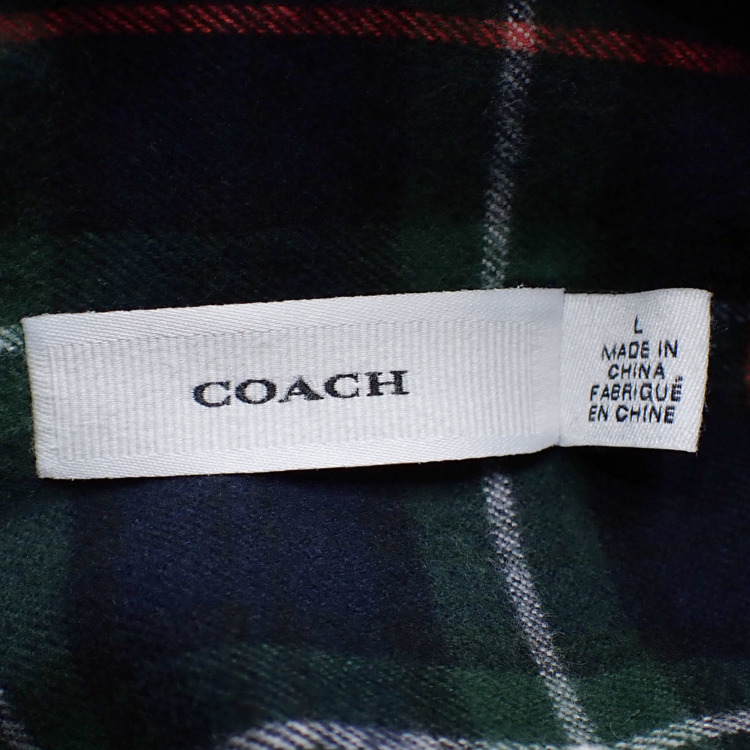 COACH
L
MADE IN
CHINA
FABRIQUÉ
EN CHINE